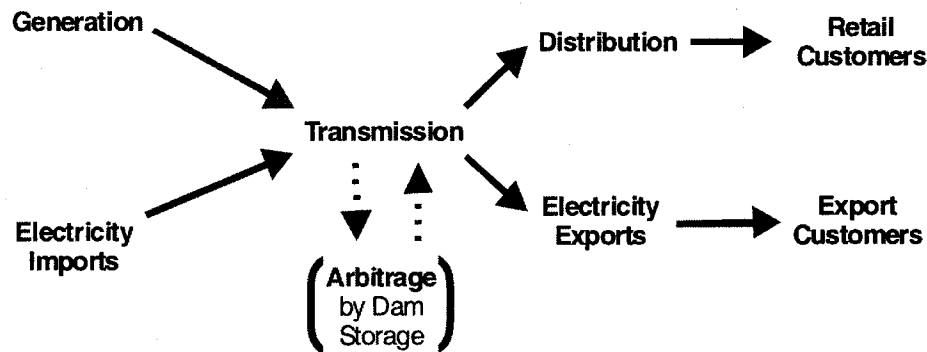 Generation
Distribution
Retail
Customers
Transmission
Electricity
Imports
Electricity
Exports
Export
Customers
(Arbitrage
by Dam
Storage)